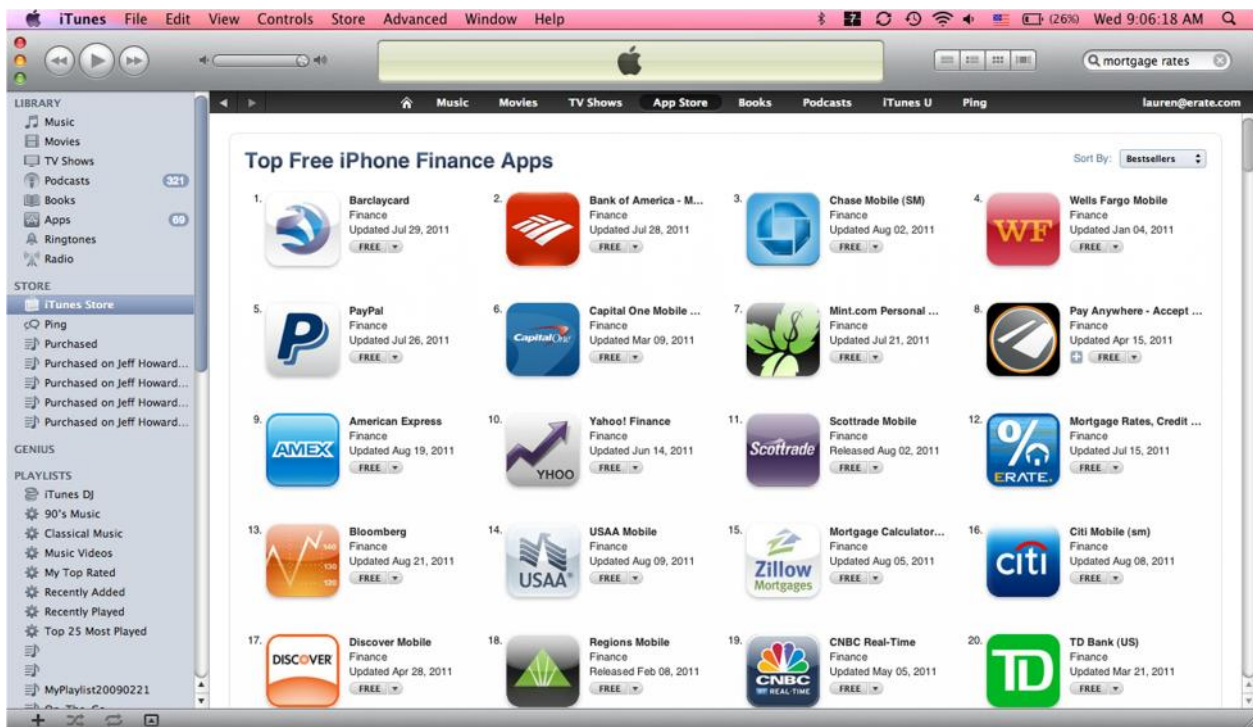 iTunes File Edit View Controls Store Advanced Window Help 7 (26%) Wed 9:06:18 AM
mortgage rates
LIBRARY
Music
Movies
TV Shows
Podcasts 321
Books
Apps 69
Ringtones
Radio
STORE
iTunes Store
Ping
Purchased
Purchased on Jeff Howard...
Purchased on Jeff Howard...
Purchased on Jeff Howard...
Purchased on Jeff Howard...
GENIUS
PLAYLISTS
iTunes DJ
90's Music
Classical Music
Music Videos
My Top Rated
Recently Added
Recently Played
Top 25 Most Played
MyPlaylist20090221
On-The-Go
Music Movies TV Shows App Store Books Podcasts iTunes U Ping lauren@erate.com
Top Free iPhone Finance Apps
Sort By: Bestsellers
1. Barclaycard
Finance
Updated Jul 29, 2011
FREE
2. Bank of America - M...
Finance
Updated Jul 28, 2011
FREE
3. Chase Mobile (SM)
Finance
Updated Aug 02, 2011
FREE
4. WF Wells Fargo Mobile
Finance
Updated Jan 04, 2011
FREE
5. PayPal
Finance
Updated Jul 26, 2011
FREE
6. CapitalOne Capital One Mobile ...
Finance
Updated Mar 09, 2011
FREE
7. Mint.com Personal ...
Finance
Updated Jul 21, 2011
FREE
8. Pay Anywhere - Accept ...
Finance
Updated Apr 15, 2011
FREE
9. AMEX American Express
Finance
Updated Aug 19, 2011
FREE
10. YHOO Yahoo! Finance
Finance
Updated Jun 14, 2011
FREE
11. Scottrade Scottrade Mobile
Finance
Released Aug 02, 2011
FREE
12. % ERATE. Mortgage Rates, Credit ...
Finance
Updated Jul 15, 2011
FREE
13. 140 130 120 Bloomberg
Finance
Updated Aug 21, 2011
FREE
14. USAA USAA Mobile
Finance
Updated Aug 09, 2011
FREE
15. Zillow Mortgages Mortgage Calculator...
Finance
Updated Aug 05, 2011
FREE
16. citi Citi Mobile (sm)
Finance
Updated Aug 08, 2011
FREE
17. DISCOVER Discover Mobile
Finance
Updated Apr 28, 2011
FREE
18. Regions Mobile
Finance
Released Feb 08, 2011
FREE
19. CNBC REAL-TIME CNBC Real-Time
Finance
Updated May 05, 2011
FREE
20. TD TD Bank (US)
Finance
Updated Mar 21, 2011
FREE